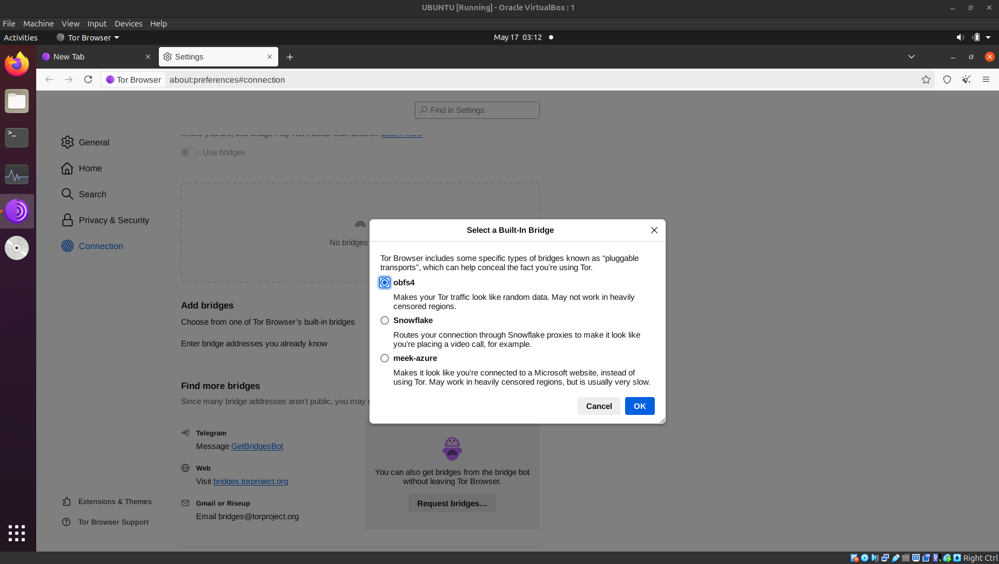 UBUNTU [Running] - Oracle VirtualBox : 1
File Machine View Input Devices Help
Activities Tor Browser May 17 03:12
New Tab Settings
Tor Browser about:preferences#connection
Find in Settings
where you are, one bridge may work better than another. Learn more
Use bridges
General
Home
Search
Privacy & Security
Connection
No bridges
Select a Built-In Bridge
Tor Browser includes some specific types of bridges known as “pluggable
transports”, which can help conceal the fact you’re using Tor.
obfs4
Makes your Tor traffic look like random data. May not work in heavily
censored regions.
Snowflake
Routes your connection through Snowflake proxies to make it look like
you’re placing a video call, for example.
meek-azure
Makes it look like you’re connected to a Microsoft website, instead of
using Tor. May work in heavily censored regions, but is usually very slow.
Cancel OK
Add bridges
Choose from one of Tor Browser’s built-in bridges
Enter bridge addresses you already know
Find more bridges
Since many bridge addresses aren’t public, you may
Telegram
Message GetBridgesBot
Web
Visit bridges.torproject.org
Gmail or Riseup
Email bridges@torproject.org
You can also get bridges from the bridge bot
without leaving Tor Browser.
Request bridges…
Extensions & Themes
Tor Browser Support
Right Ctrl